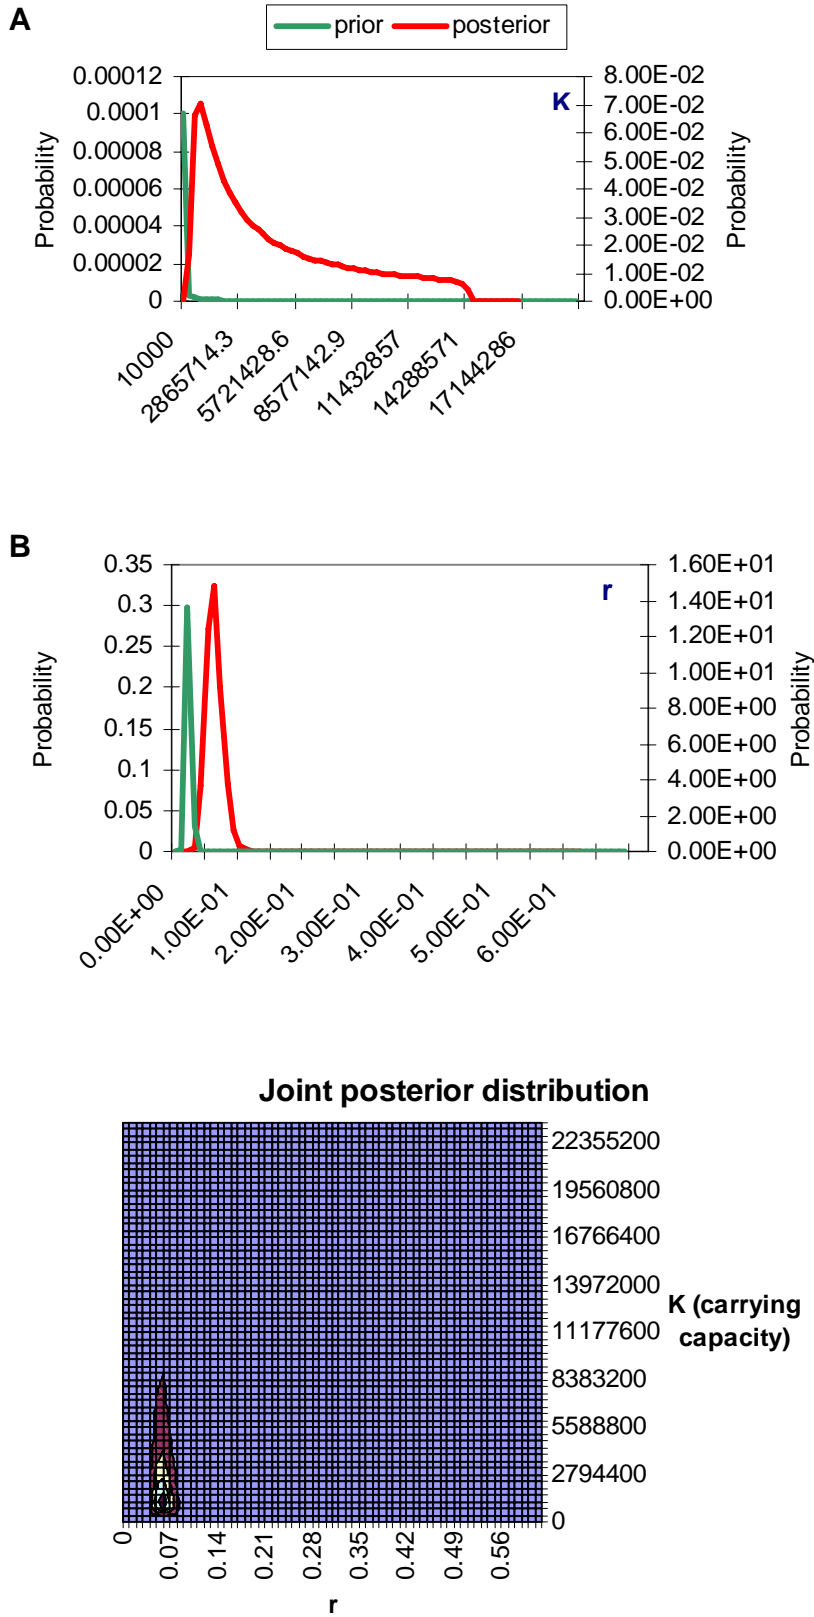 A
prior posterior
0.00012
0.0001
0.00008
0.00006
0.00004
0.00002
0
Probability
K
8.00E-02
7.00E-02
6.00E-02
5.00E-02
4.00E-02
3.00E-02
2.00E-02
1.00E-02
0.00E+00
Probability
10000
2865714.3
5721428.6
8577142.9
11432857
14288571
17144286
B
0.35
0.3
0.25
0.2
0.15
0.1
0.05
0
Probability
r
1.60E+01
1.40E+01
1.20E+01
1.00E+01
8.00E+00
6.00E+00
4.00E+00
2.00E+00
0.00E+00
Probability
0.00E+00
1.00E-01
2.00E-01
3.00E-01
4.00E-01
5.00E-01
6.00E-01
Joint posterior distribution
22355200
19560800
16766400
13972000
11177600
8383200
5588800
2794400
0
K (carrying
capacity)
0
0.07
0.14
0.21
0.28
0.35
0.42
0.49
0.56
r